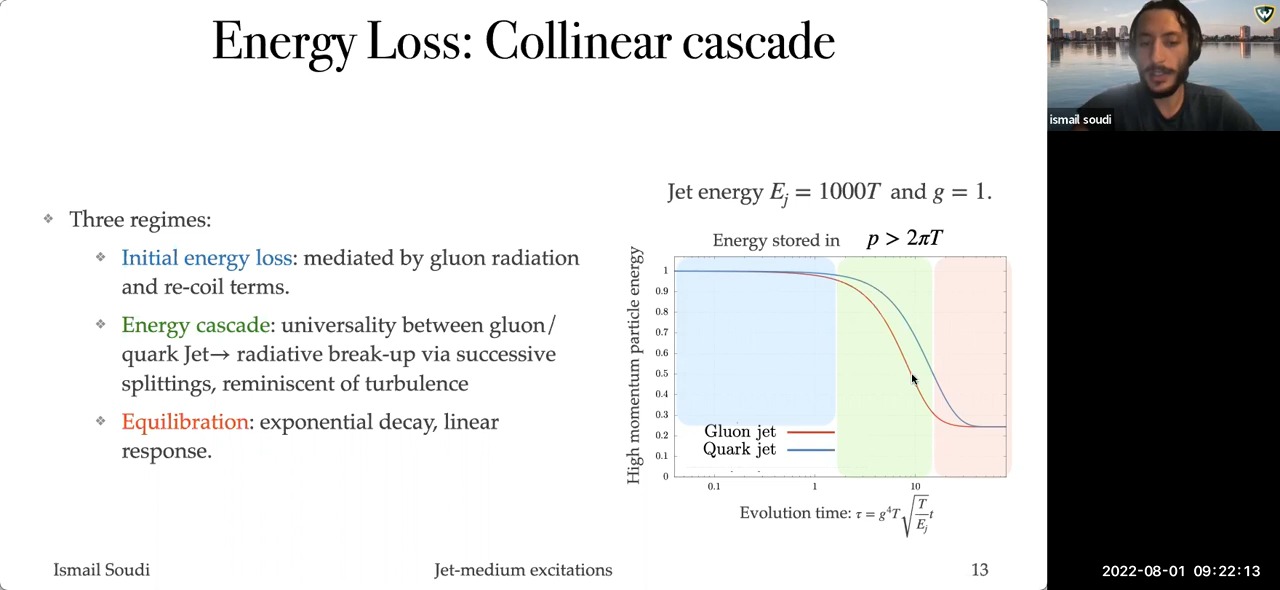 Energy Loss: Collinear cascade
ismail soudi
Jet energy E_j = 1000T and g = 1.
❖ Three regimes:
❖ Initial energy loss: mediated by gluon radiation
and re-coil terms.
❖ Energy cascade: universality between gluon/
quark Jet→ radiative break-up via successive
splittings, reminiscent of turbulence
❖ Equilibration: exponential decay, linear
response.
Energy stored in p > 2πT
High momentum particle energy
1
0.9
0.8
0.7
0.6
0.5
0.4
0.3
0.2
0.1
0
Gluon jet
Quark jet
0.1 1 10
Evolution time: τ = g⁴T√(T/E_j) t
Ismail Soudi Jet-medium excitations 13
2022-08-01 09:22:13